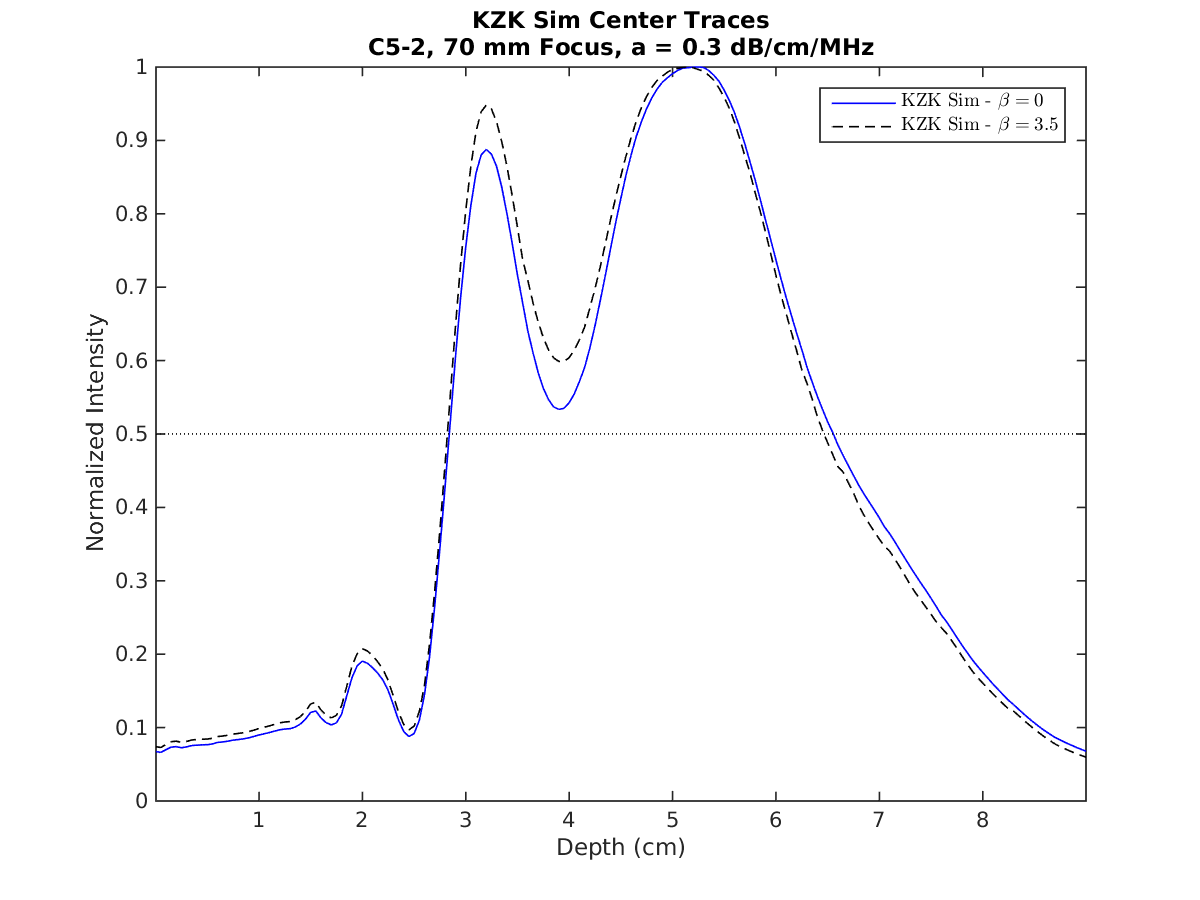 KZK Sim Center Traces
C5-2, 70 mm Focus, a = 0.3 dB/cm/MHz
KZK Sim - β = 0
KZK Sim - β = 3.5
Normalized Intensity
1
0.9
0.8
0.7
0.6
0.5
0.4
0.3
0.2
0.1
0
1 2 3 4 5 6 7 8
Depth (cm)